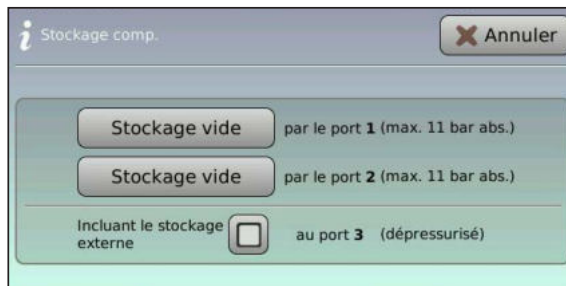 Stockage comp.
Annuler
Stockage vide par le port 1 (max. 11 bar abs.)
Stockage vide par le port 2 (max. 11 bar abs.)
Incluant le stockage
externe au port 3 (dépressurisé)